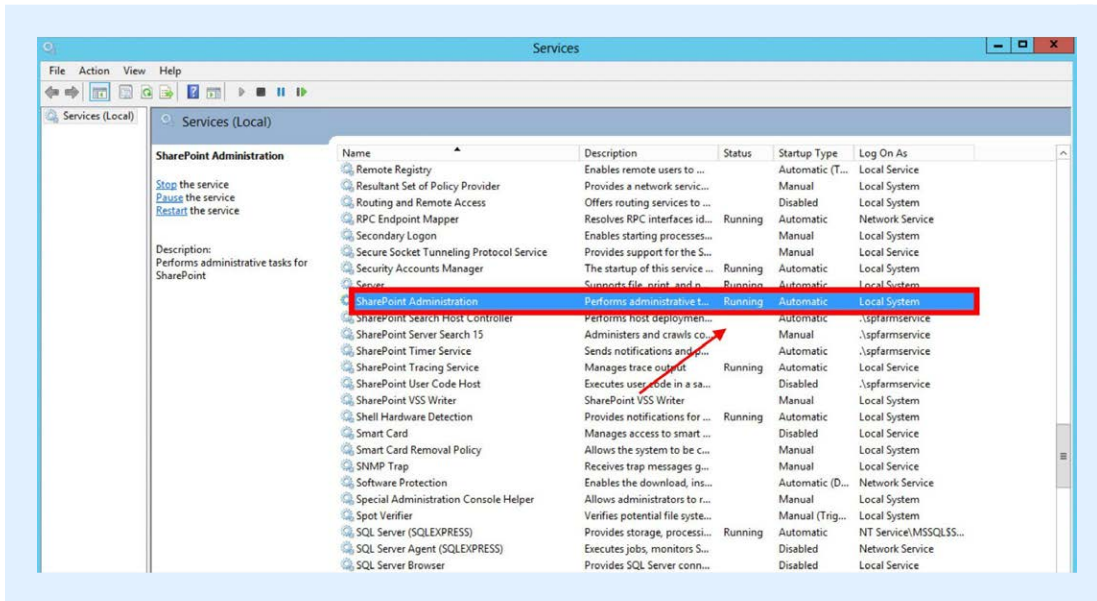 Services
File Action View Help
Services (Local)
Services (Local)
SharePoint Administration
Stop the service
Pause the service
Restart the service
Description:
Performs administrative tasks for
SharePoint
Name Description Status Startup Type Log On As
Remote Registry Enables remote users to ... Automatic (T... Local Service
Resultant Set of Policy Provider Provides a network servic... Manual Local System
Routing and Remote Access Offers routing services to ... Disabled Local System
RPC Endpoint Mapper Resolves RPC interfaces id... Running Automatic Network Service
Secondary Logon Enables starting processes... Manual Local System
Secure Socket Tunneling Protocol Service Provides support for the S... Manual Local Service
Security Accounts Manager The startup of this service ... Running Automatic Local System
Server Supports file, print, and n... Running Automatic Local System
SharePoint Administration Performs administrative t... Running Automatic Local System
SharePoint Search Host Controller Performs host deploymen... Automatic .\spfarmservice
SharePoint Server Search 15 Administers and crawls co... Manual .\spfarmservice
SharePoint Timer Service Sends notifications and p... Automatic .\spfarmservice
SharePoint Tracing Service Manages trace output Running Automatic Local Service
SharePoint User Code Host Executes user code in a sa... Disabled .\spfarmservice
SharePoint VSS Writer SharePoint VSS Writer Manual Local System
Shell Hardware Detection Provides notifications for ... Running Automatic Local System
Smart Card Manages access to smart ... Disabled Local Service
Smart Card Removal Policy Allows the system to be c... Manual Local System
SNMP Trap Receives trap messages g... Manual Local Service
Software Protection Enables the download, ins... Automatic (D... Network Service
Special Administration Console Helper Allows administrators to r... Manual Local System
Spot Verifier Verifies potential file syste... Manual (Trig... Local System
SQL Server (SQLEXPRESS) Provides storage, processi... Running Automatic NT Service\MSSQL$S...
SQL Server Agent (SQLEXPRESS) Executes jobs, monitors S... Disabled Network Service
SQL Server Browser Provides SQL Server conn... Disabled Local Service